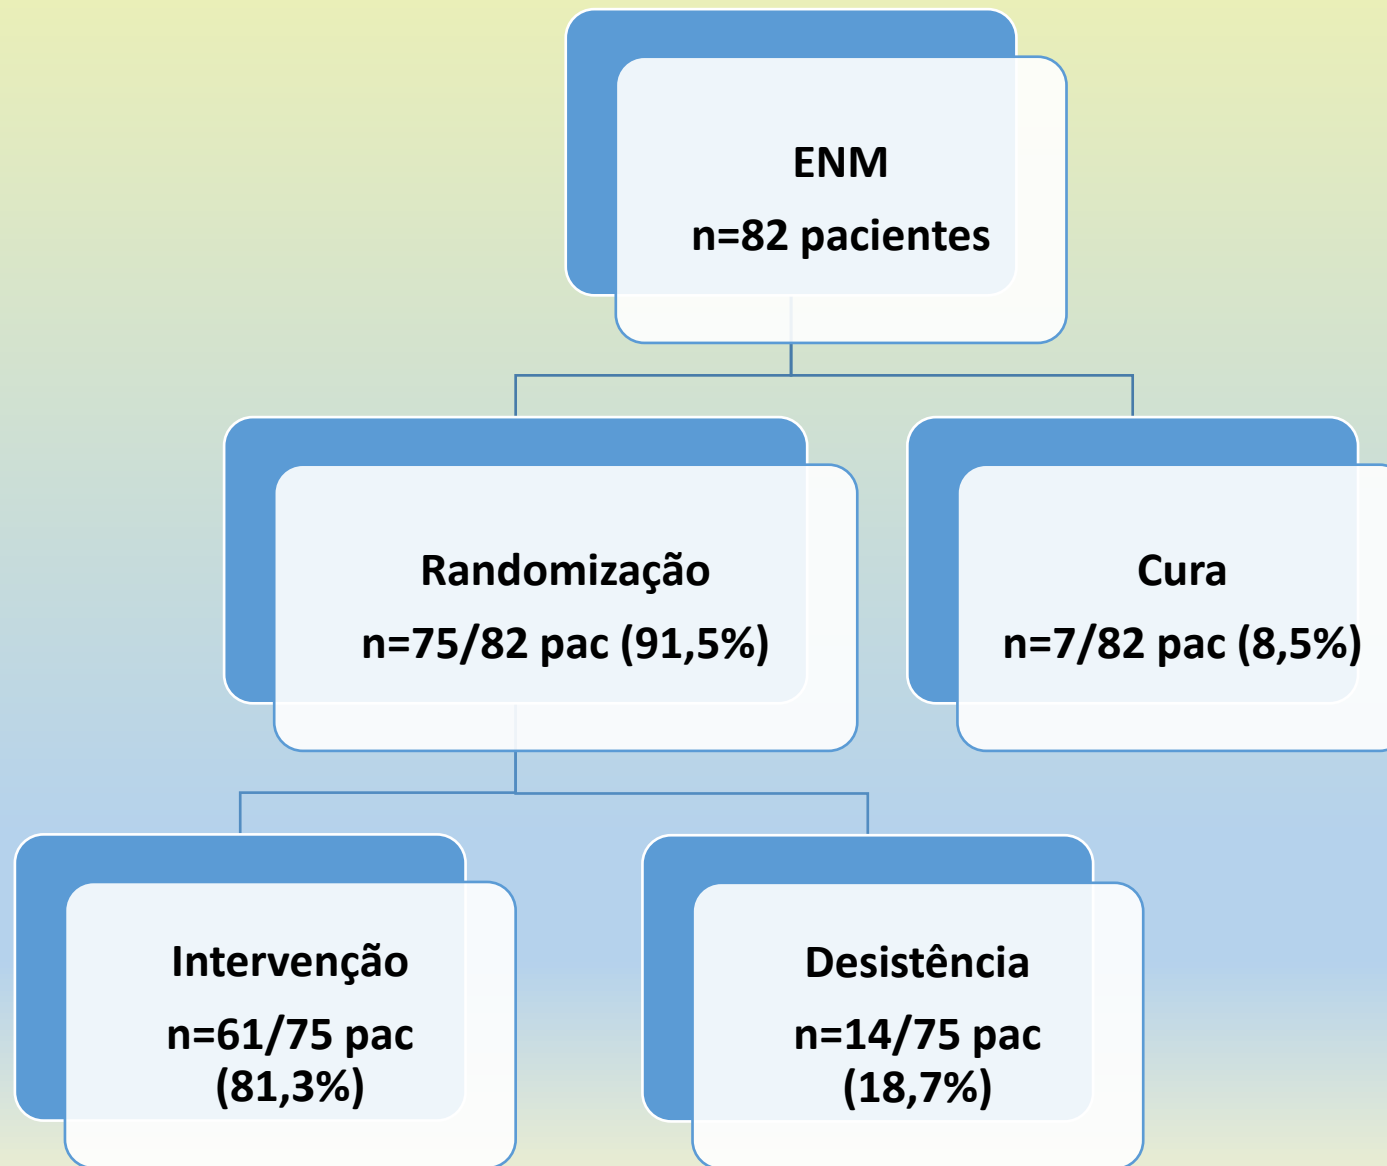 ENM
n=82 pacientes
Randomização
n=75/82 pac (91,5%)
Cura
n=7/82 pac (8,5%)
Intervenção
n=61/75 pac
(81,3%)
Desistência
n=14/75 pac
(18,7%)